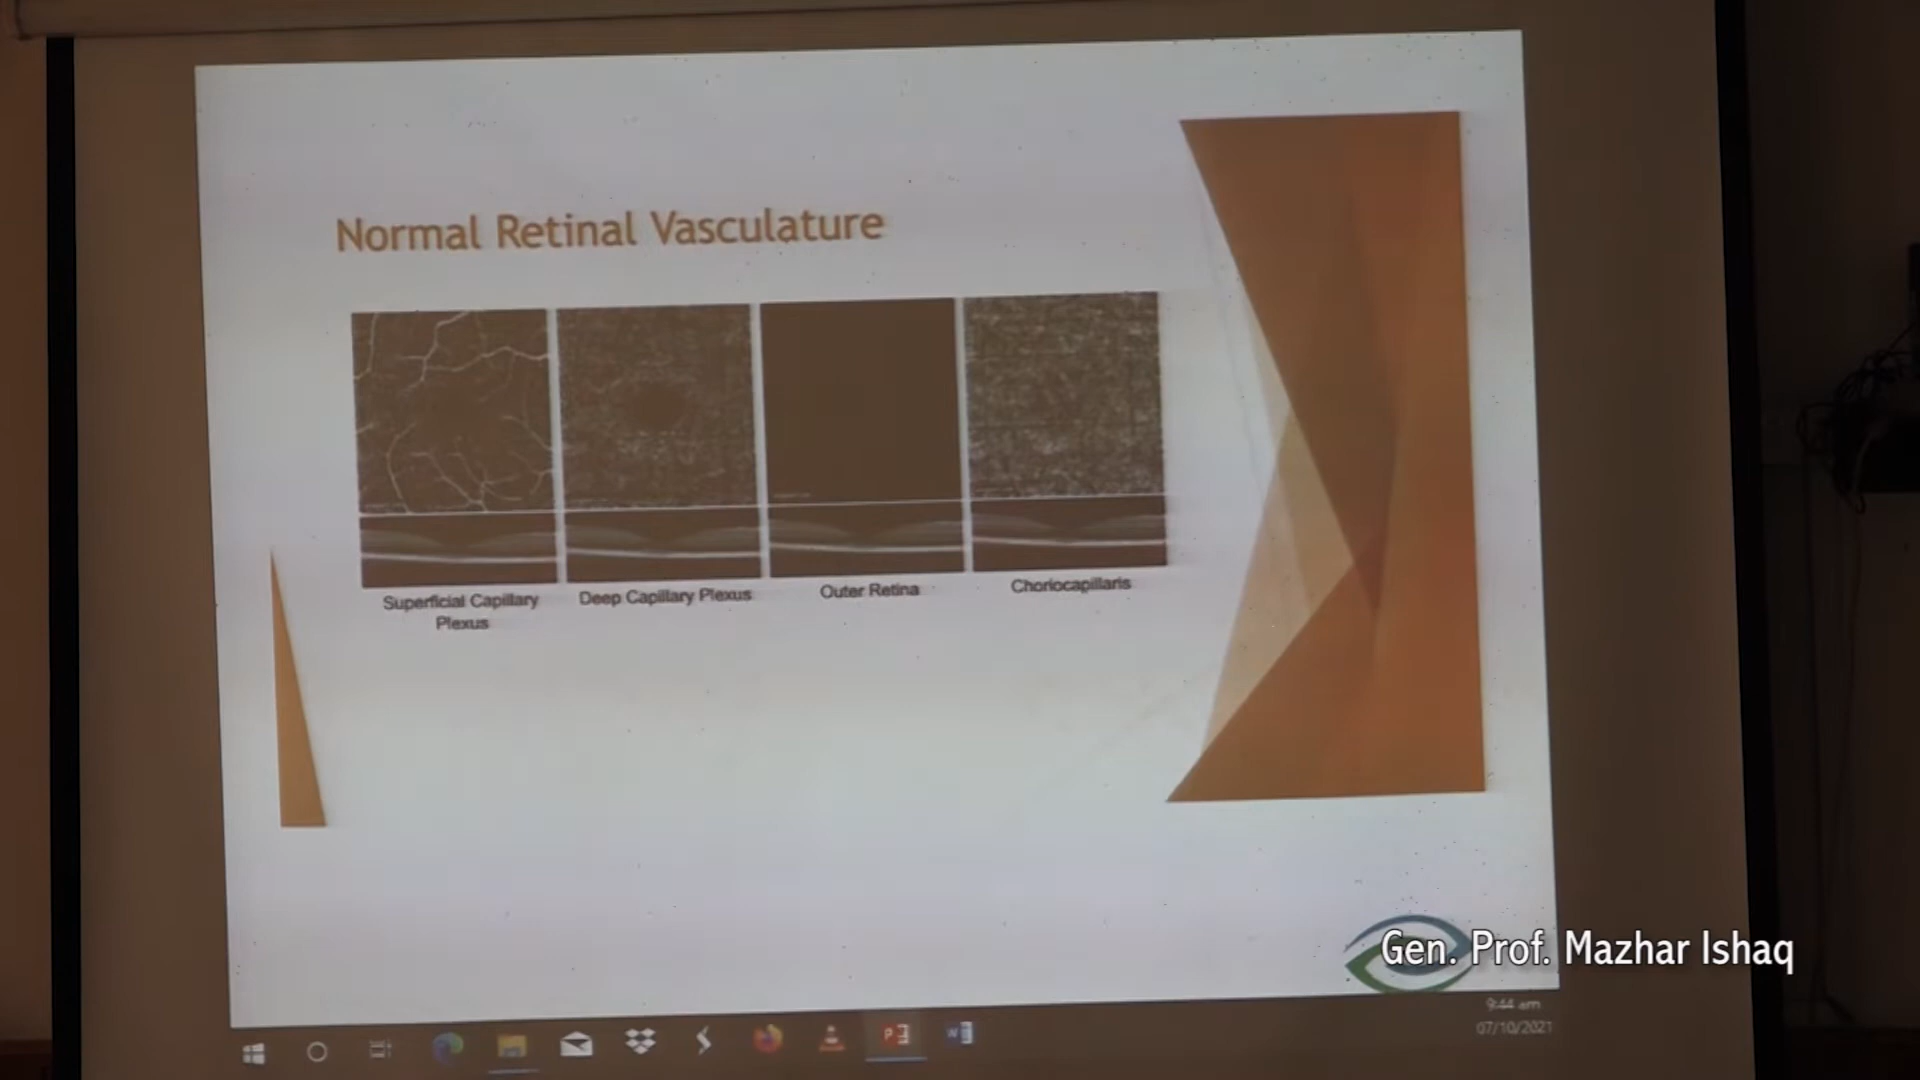 Normal Retinal Vasculature
Superficial Capillary
Plexus
Deep Capillary Plexus
Outer Retina
Choriocapillaris
Gen. Prof. Mazhar Ishaq
9:44 am
07/10/2021